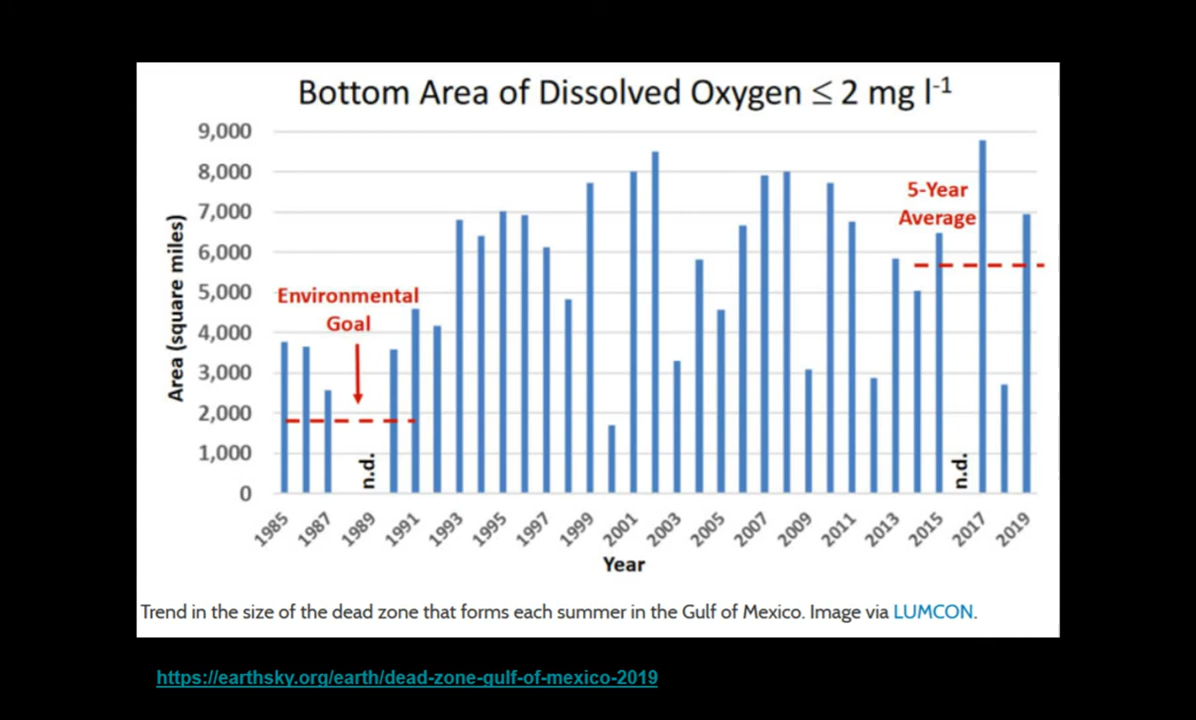 Bottom Area of Dissolved Oxygen ≤ 2 mg l-1
9,000
8,000
7,000
6,000
5,000
4,000
3,000
2,000
1,000
0
Area (square miles)
Environmental
Goal
5-Year
Average
n.d.
n.d.
1985
1987
1989
1991
1993
1995
1997
1999
2001
2003
2005
2007
2009
2011
2013
2015
2017
2019
Year
Trend in the size of the dead zone that forms each summer in the Gulf of Mexico. Image via LUMCON.
https://earthsky.org/earth/dead-zone-gulf-of-mexico-2019